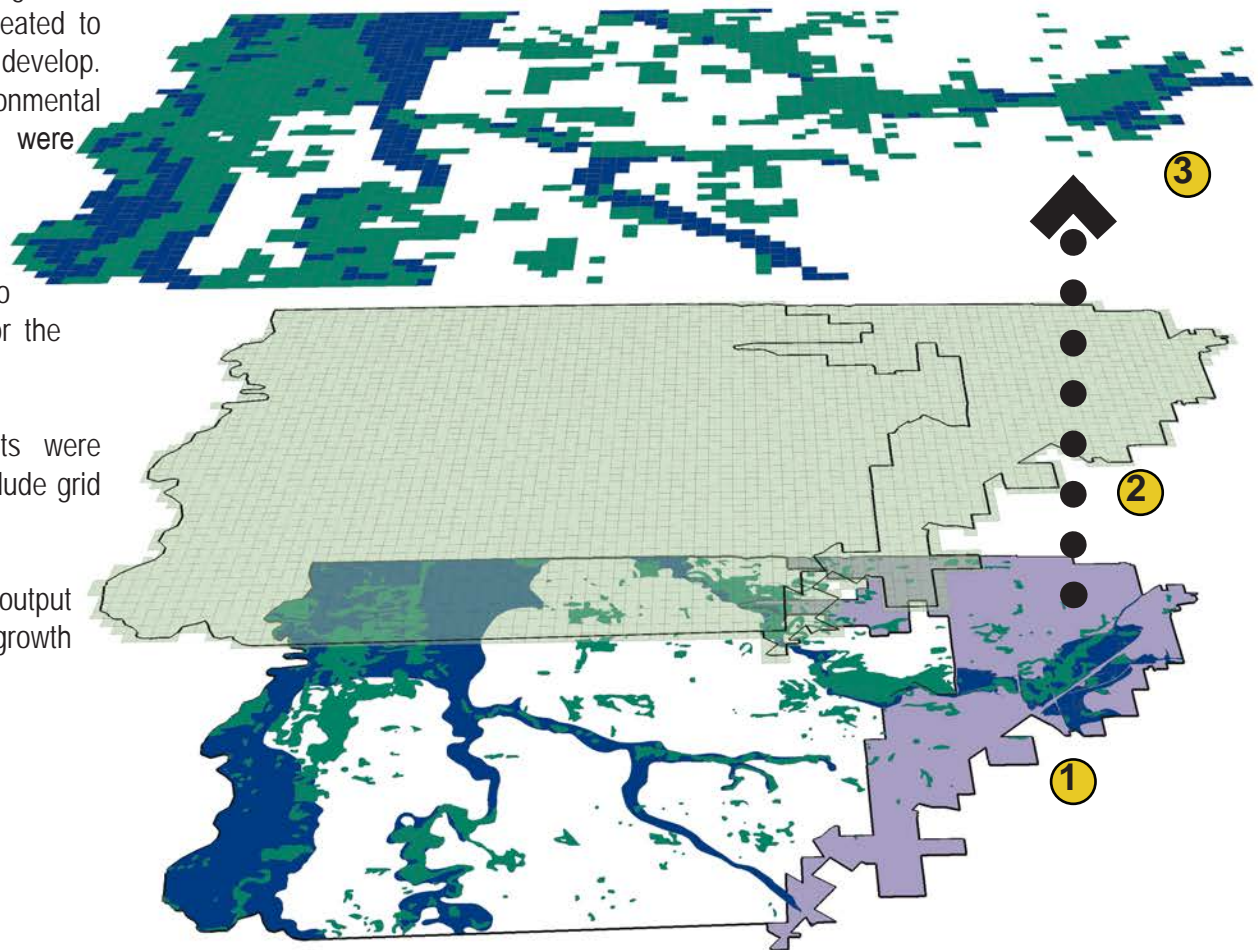 eated to
develop.
onmental
were
3
o
or the
ts were
lude grid
2
output
growth
1